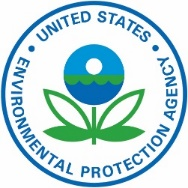 UNITED STATES
ENVIRONMENTAL PROTECTION AGENCY